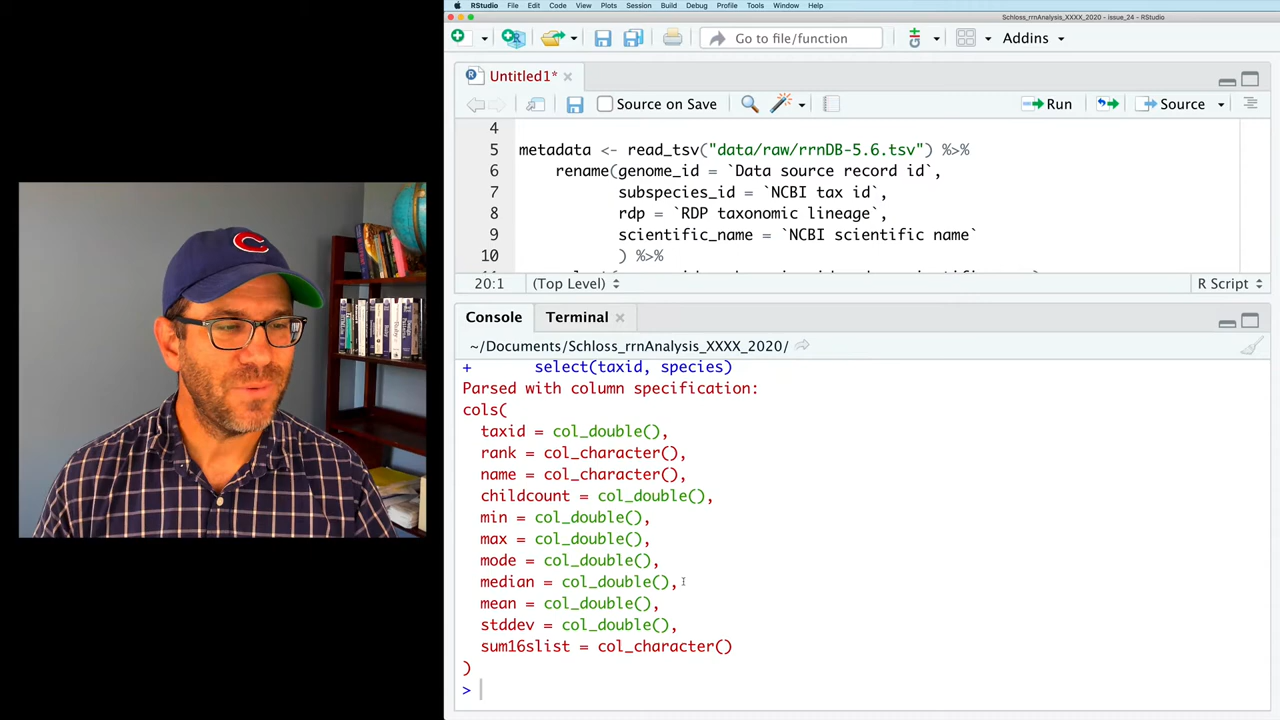 RStudio File Edit Code View Plots Session Build Debug Profile Tools Window Help
Schloss_rrnAnalysis_XXXX_2020 - issue_24 - RStudio
Go to file/function
Addins
Untitled1*
Source on Save
Run
Source
4
5 metadata <- read_tsv("data/raw/rrnDB-5.6.tsv") %>%
6 rename(genome_id = `Data source record id`,
7 subspecies_id = `NCBI tax id`,
8 rdp = `RDP taxonomic lineage`,
9 scientific_name = `NCBI scientific name`
10 ) %>%
20:1 (Top Level) R Script
Console Terminal
~/Documents/Schloss_rrnAnalysis_XXXX_2020/
+ select(taxid, species)
Parsed with column specification:
cols(
taxid = col_double(),
rank = col_character(),
name = col_character(),
childcount = col_double(),
min = col_double(),
max = col_double(),
mode = col_double(),
median = col_double(),
mean = col_double(),
stddev = col_double(),
sum16slist = col_character()
)
>